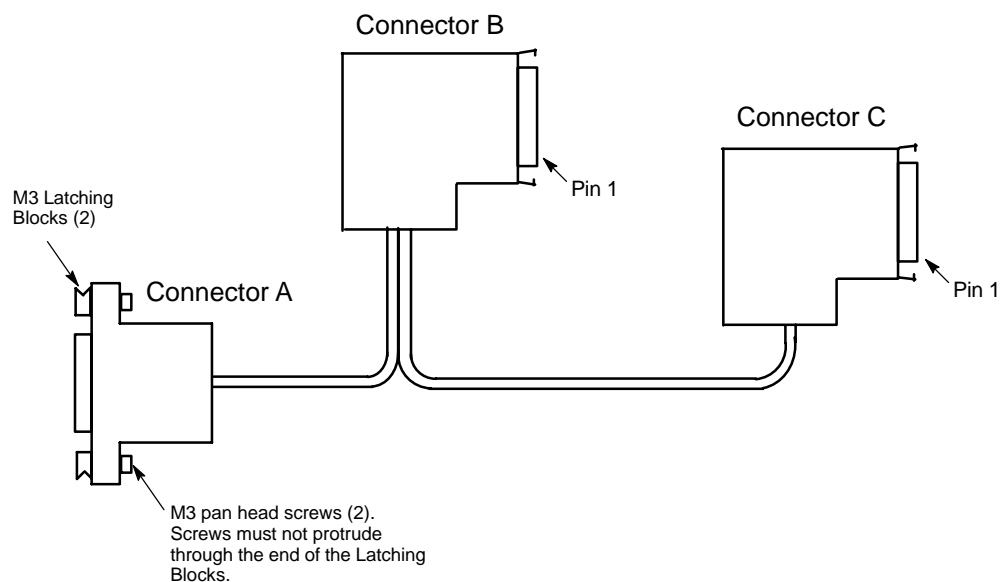 Connector B
Connector C
Pin 1
M3 Latching
Blocks (2)
Connector A
Pin 1
M3 pan head screws (2).
Screws must not protrude
through the end of the Latching
Blocks.